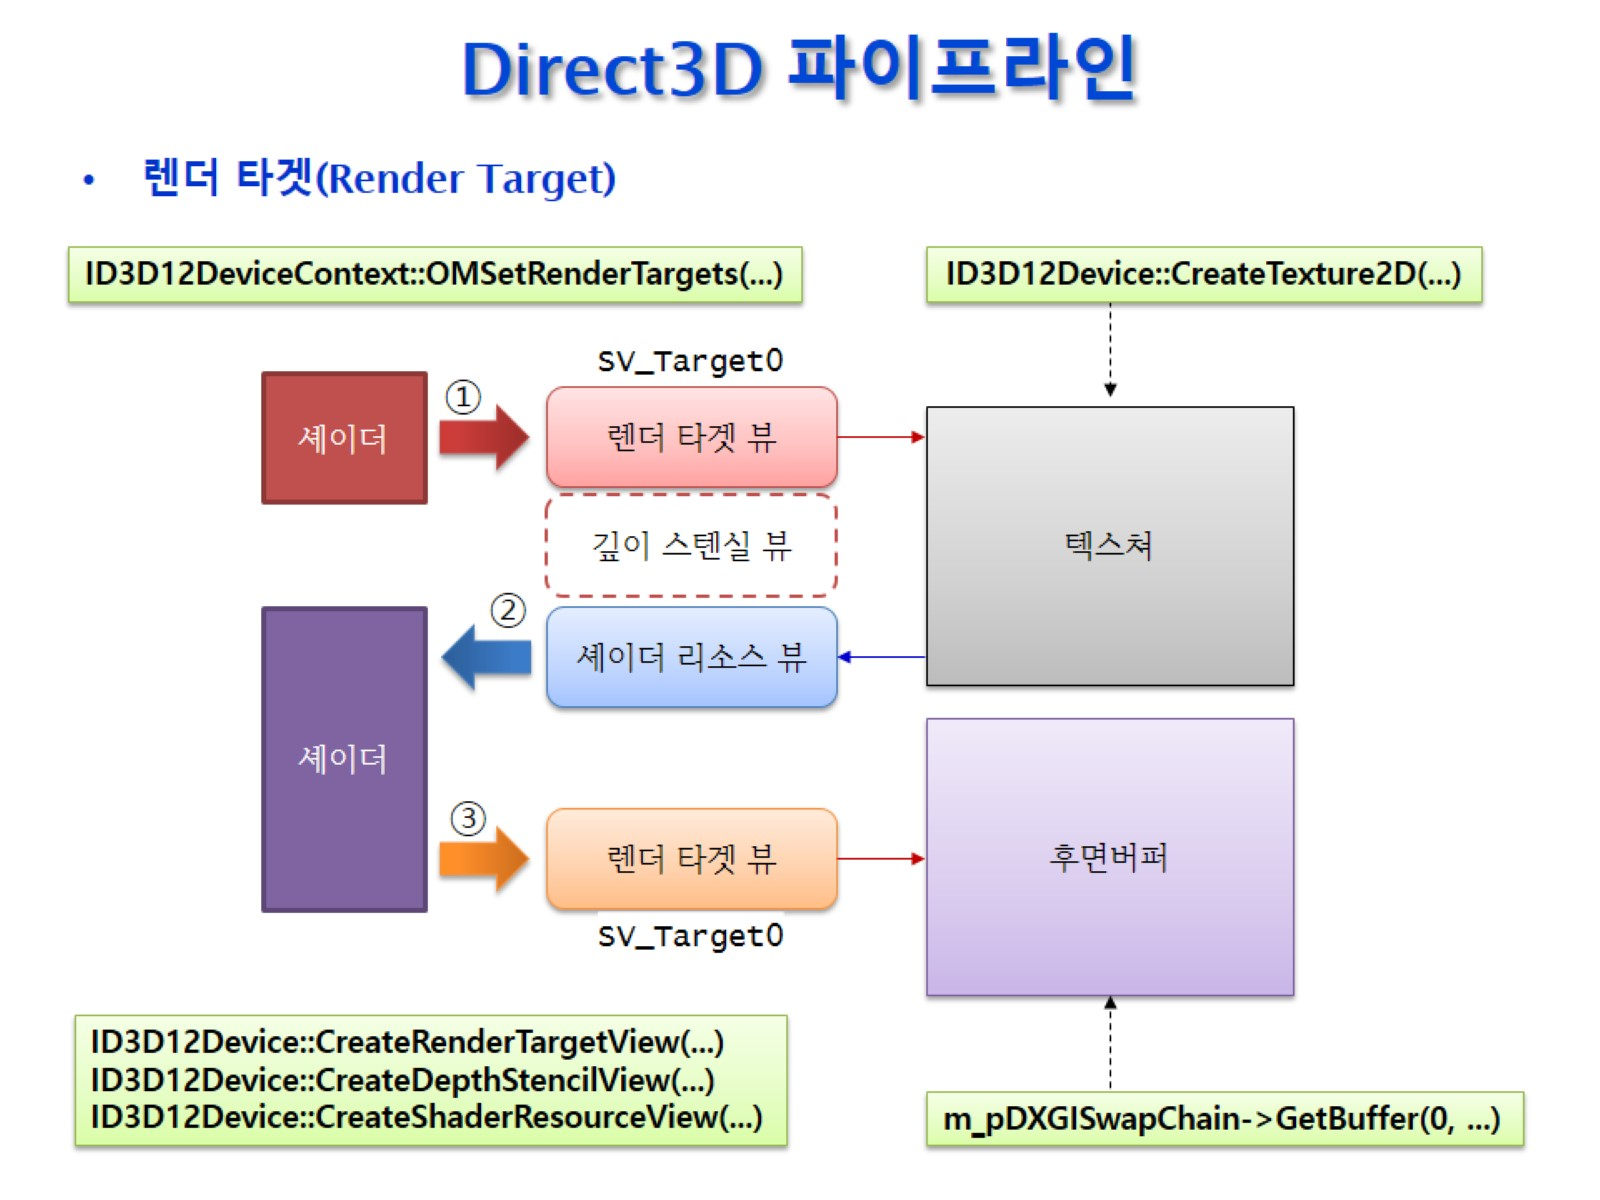 Direct3D 파이프라인
• 렌더 타겟(Render Target)
ID3D12DeviceContext::OMSetRenderTargets(...)
ID3D12Device::CreateTexture2D(...)
SV_Target0
셰이더
①
렌더 타겟 뷰
깊이 스텐실 뷰
텍스쳐
②
셰이더 리소스 뷰
셰이더
③
렌더 타겟 뷰
후면버퍼
SV_Target0
ID3D12Device::CreateRenderTargetView(...)
ID3D12Device::CreateDepthStencilView(...)
ID3D12Device::CreateShaderResourceView(...)
m_pDXGISwapChain->GetBuffer(0, ...)